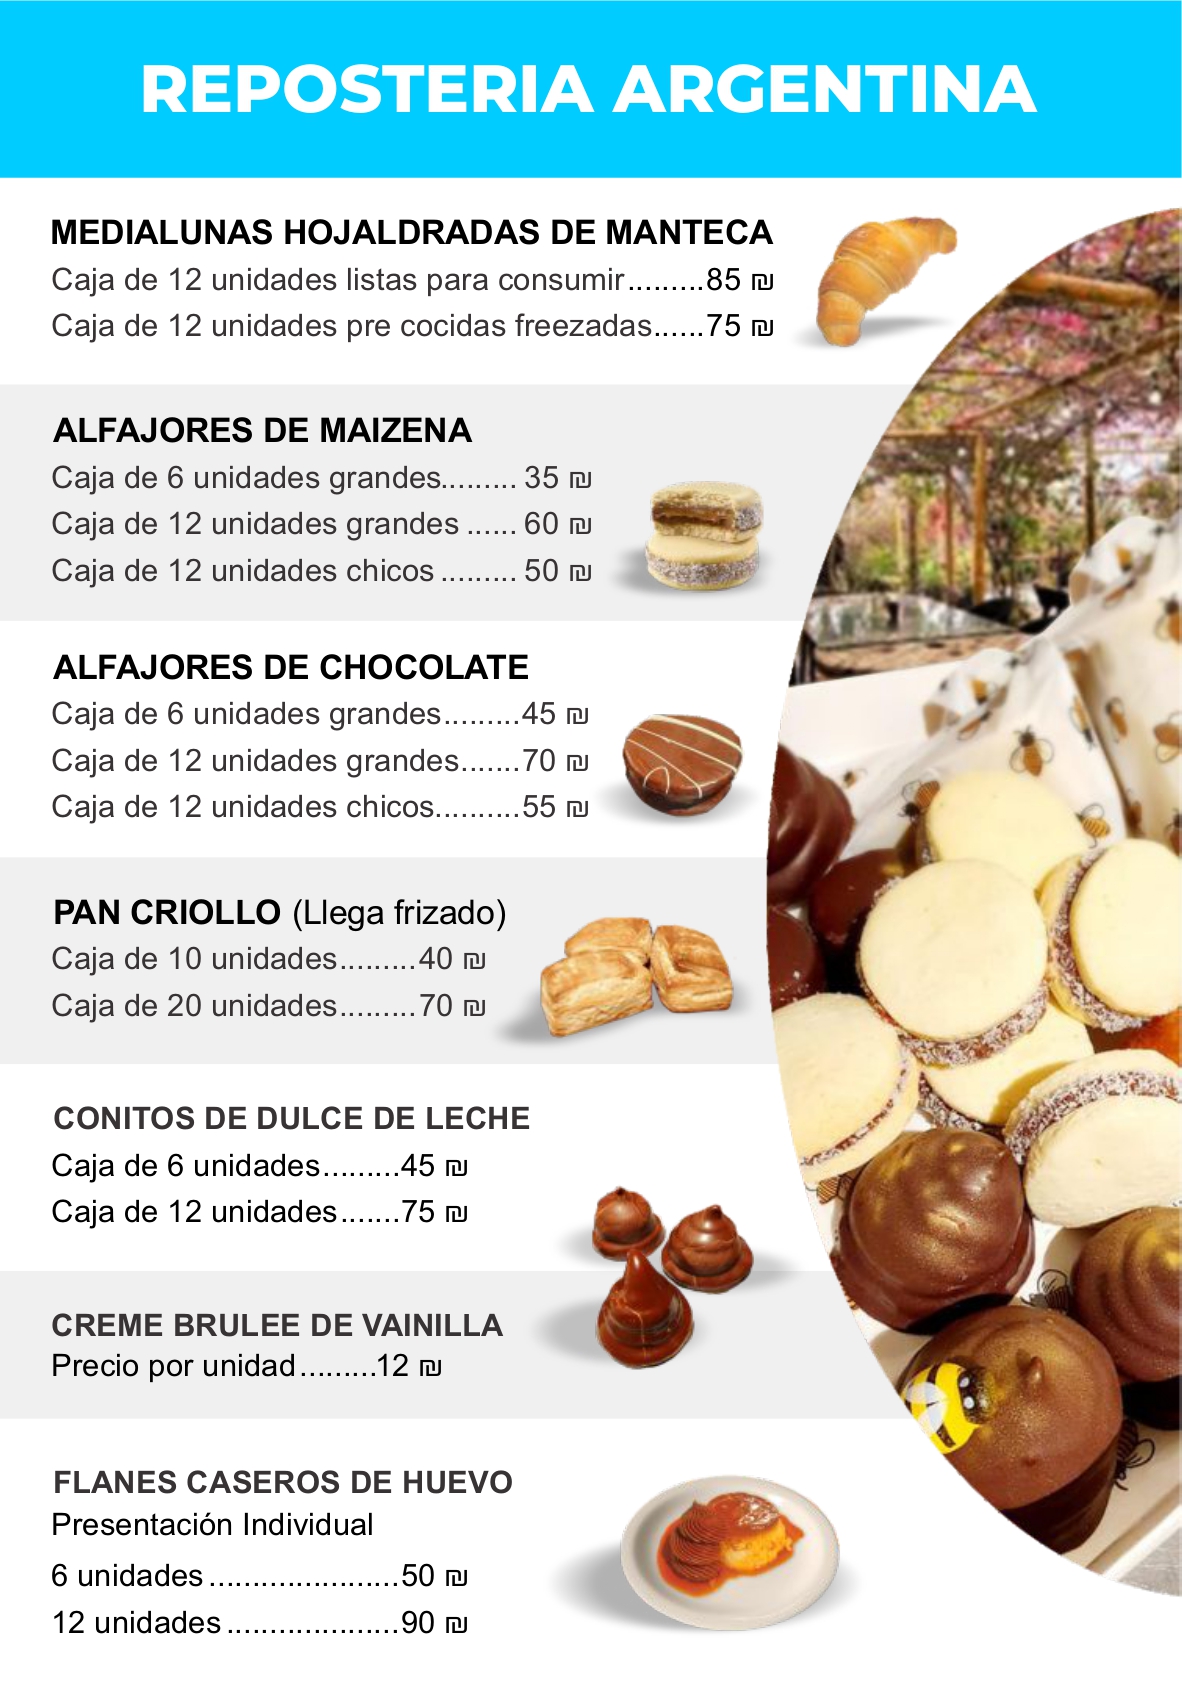 REPOSTERIA ARGENTINA
MEDIALUNAS HOJALDRADAS DE MANTECA
Caja de 12 unidades listas para consumir.........85 ₪
Caja de 12 unidades pre cocidas freezadas......75 ₪
ALFAJORES DE MAIZENA
Caja de 6 unidades grandes......... 35 ₪
Caja de 12 unidades grandes ...... 60 ₪
Caja de 12 unidades chicos ......... 50 ₪
ALFAJORES DE CHOCOLATE
Caja de 6 unidades grandes.........45 ₪
Caja de 12 unidades grandes.......70 ₪
Caja de 12 unidades chicos..........55 ₪
PAN CRIOLLO (Llega frizado)
Caja de 10 unidades.........40 ₪
Caja de 20 unidades.........70 ₪
CONITOS DE DULCE DE LECHE
Caja de 6 unidades.........45 ₪
Caja de 12 unidades.......75 ₪
CREME BRULEE DE VAINILLA
Precio por unidad.........12 ₪
FLANES CASEROS DE HUEVO
Presentación Individual
6 unidades......................50 ₪
12 unidades....................90 ₪